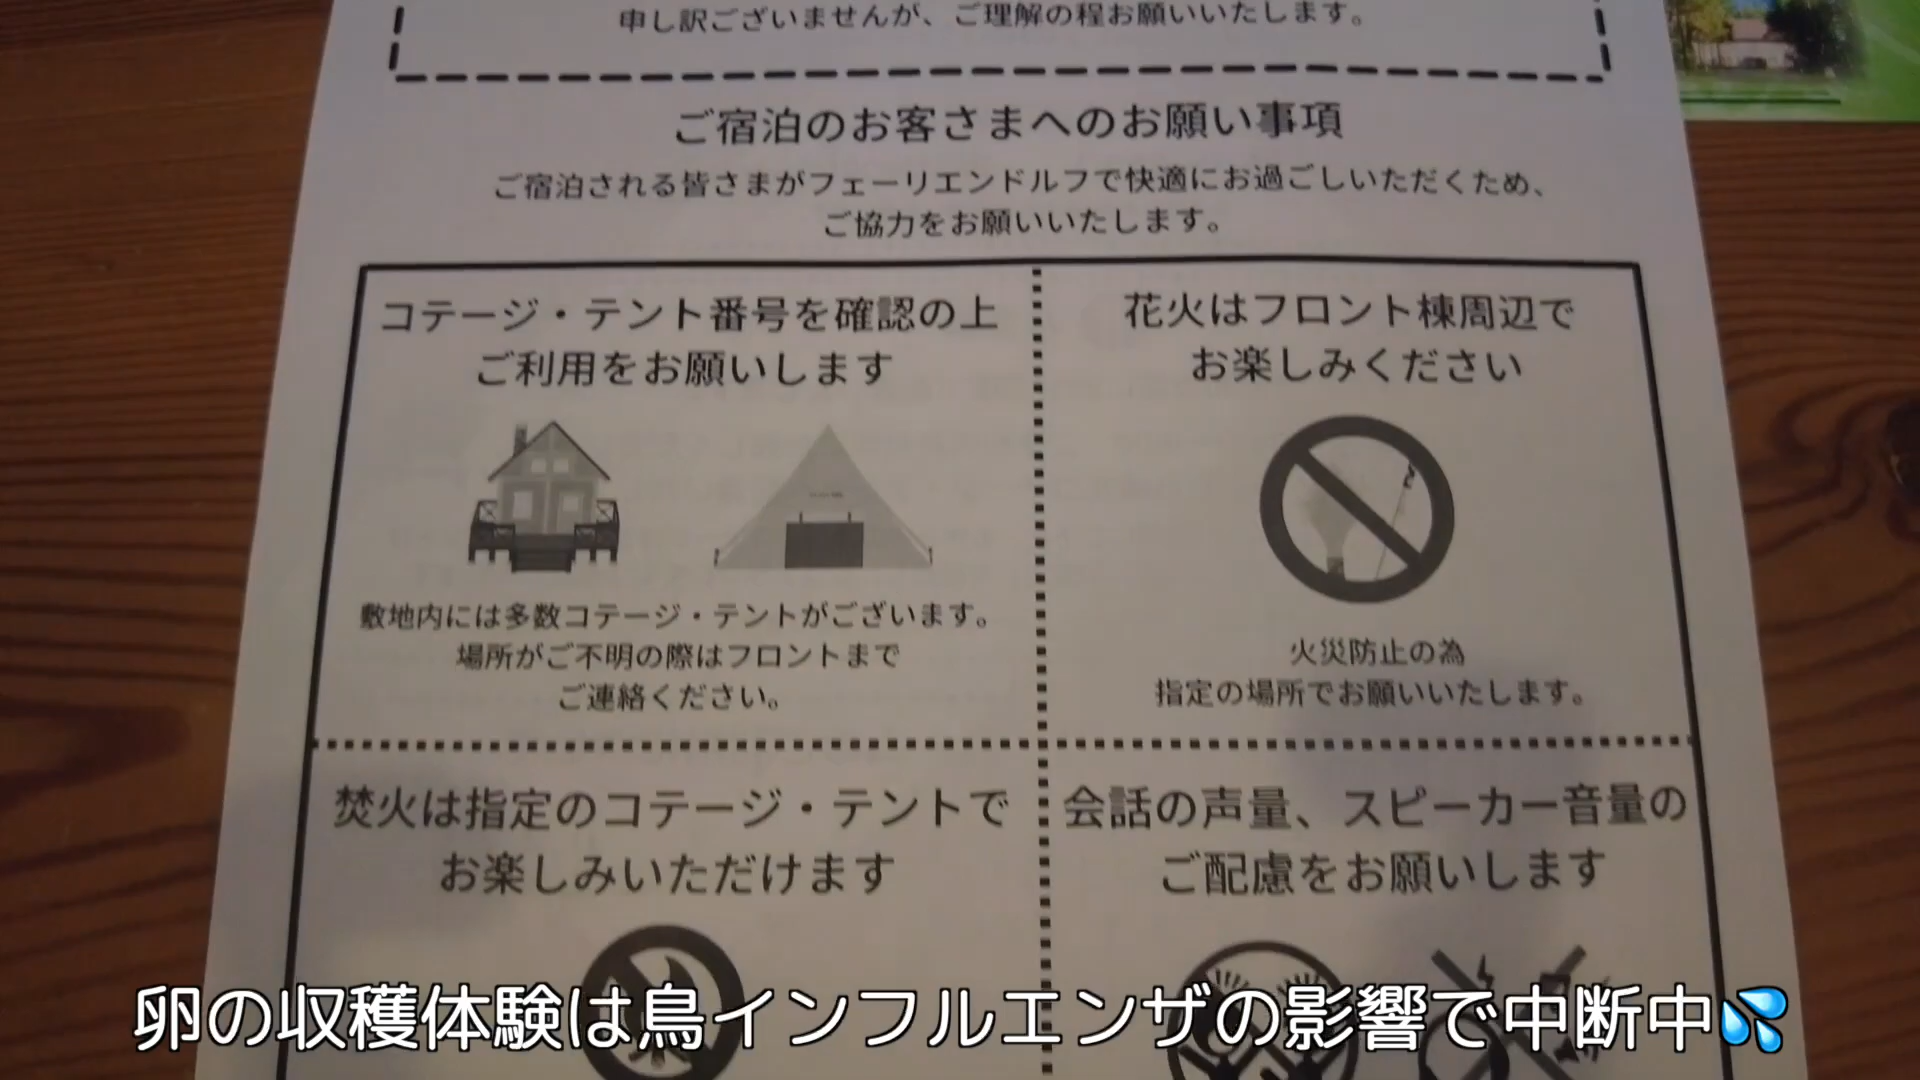 申し訳ございませんが、ご理解の程お願いいたします。
ご宿泊のお客さまへのお願い事項
ご宿泊される皆さまがフェーリエンドルフで快適にお過ごしいただくため、
ご協力をお願いいたします。
コテージ・テント番号を確認の上
ご利用をお願いします
敷地内には多数コテージ・テントがございます。
場所がご不明の際はフロントまで
ご連絡ください。
花火はフロント棟周辺で
お楽しみください
火災防止の為
指定の場所でお願いいたします。
焚火は指定のコテージ・テントで
お楽しみいただけます
会話の声量、スピーカー音量の
ご配慮をお願いします
卵の収穫体験は鳥インフルエンザの影響で中断中💦